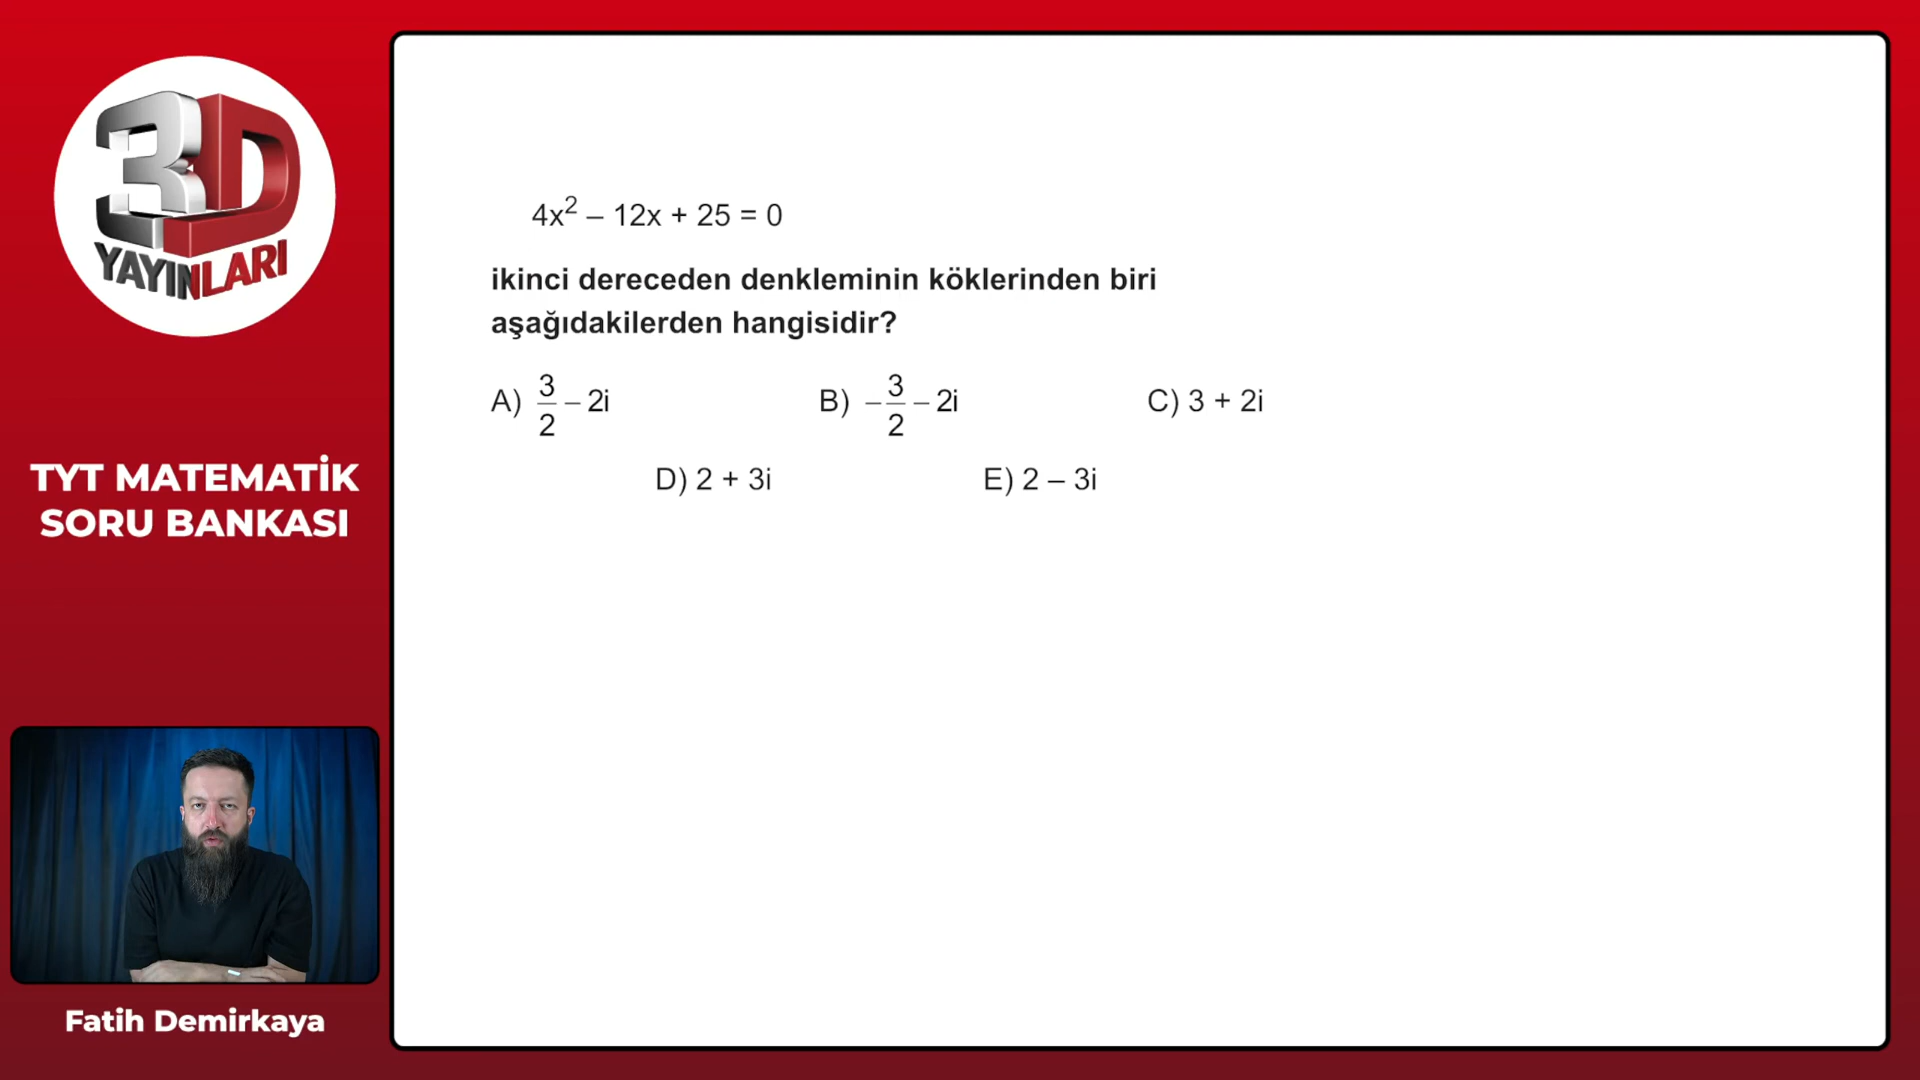 3D
YAYINLARI
TYT MATEMATİK
SORU BANKASI
Fatih Demirkaya
4x² – 12x + 25 = 0
ikinci dereceden denkleminin köklerinden biri
aşağıdakilerden hangisidir?
A) 3/2 – 2i B) –3/2 – 2i C) 3 + 2i
D) 2 + 3i E) 2 – 3i